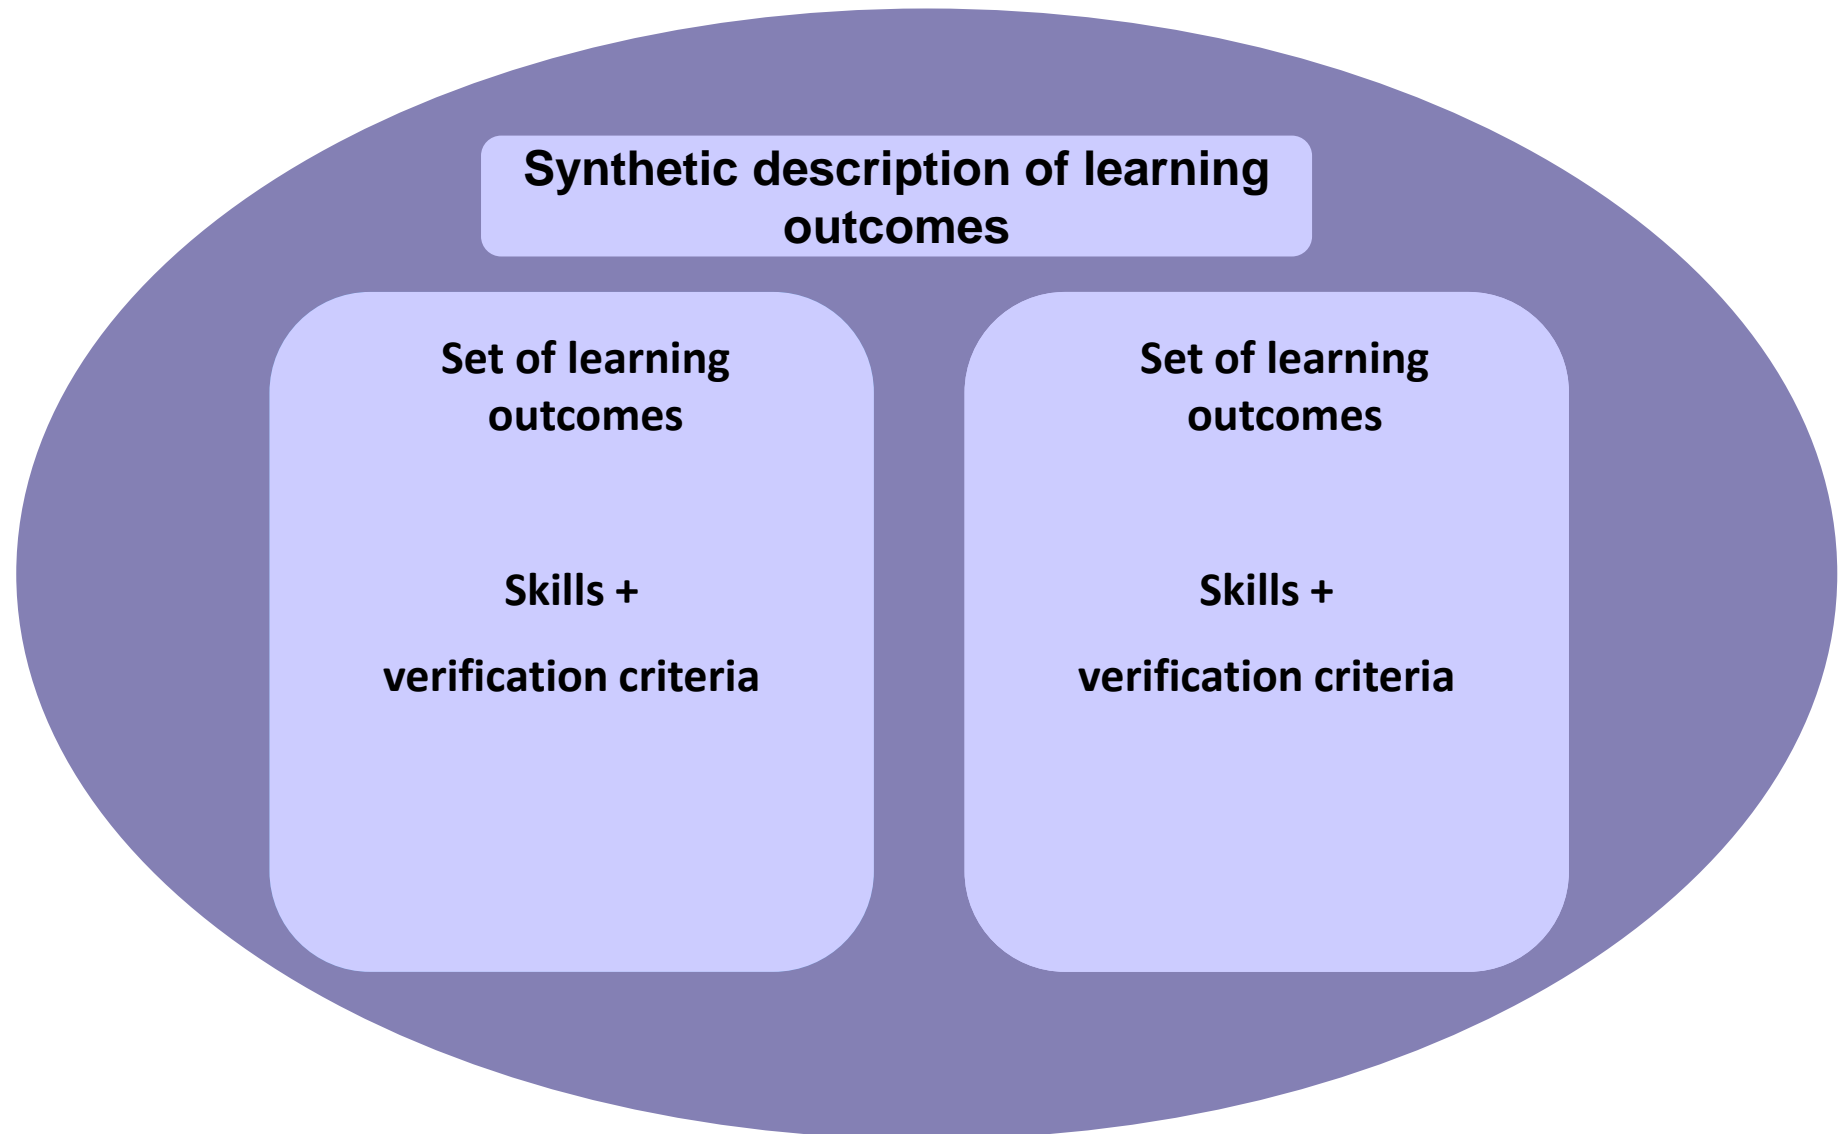 Synthetic description of learning
outcomes
Set of learning
outcomes
Skills +
verification criteria
Set of learning
outcomes
Skills +
verification criteria